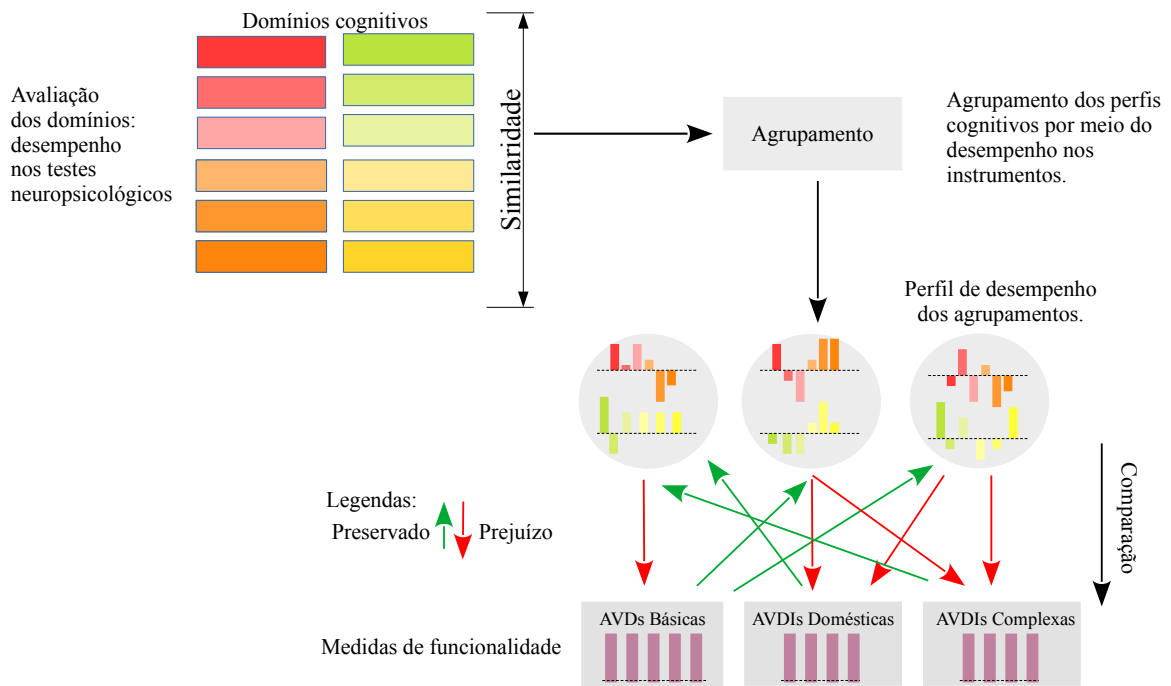 Domínios cognitivos
Avaliação
dos domínios:
desempenho
nos testes
neuropsicológicos
Similaridade
Agrupamento
Agrupamento dos perfis
cognitivos por meio do
desempenho nos
instrumentos.
Perfil de desempenho
dos agrupamentos.
Legendas:
Preservado
Prejuízo
Comparação
Medidas de funcionalidade
AVDs Básicas
AVDIs Domésticas
AVDIs Complexas